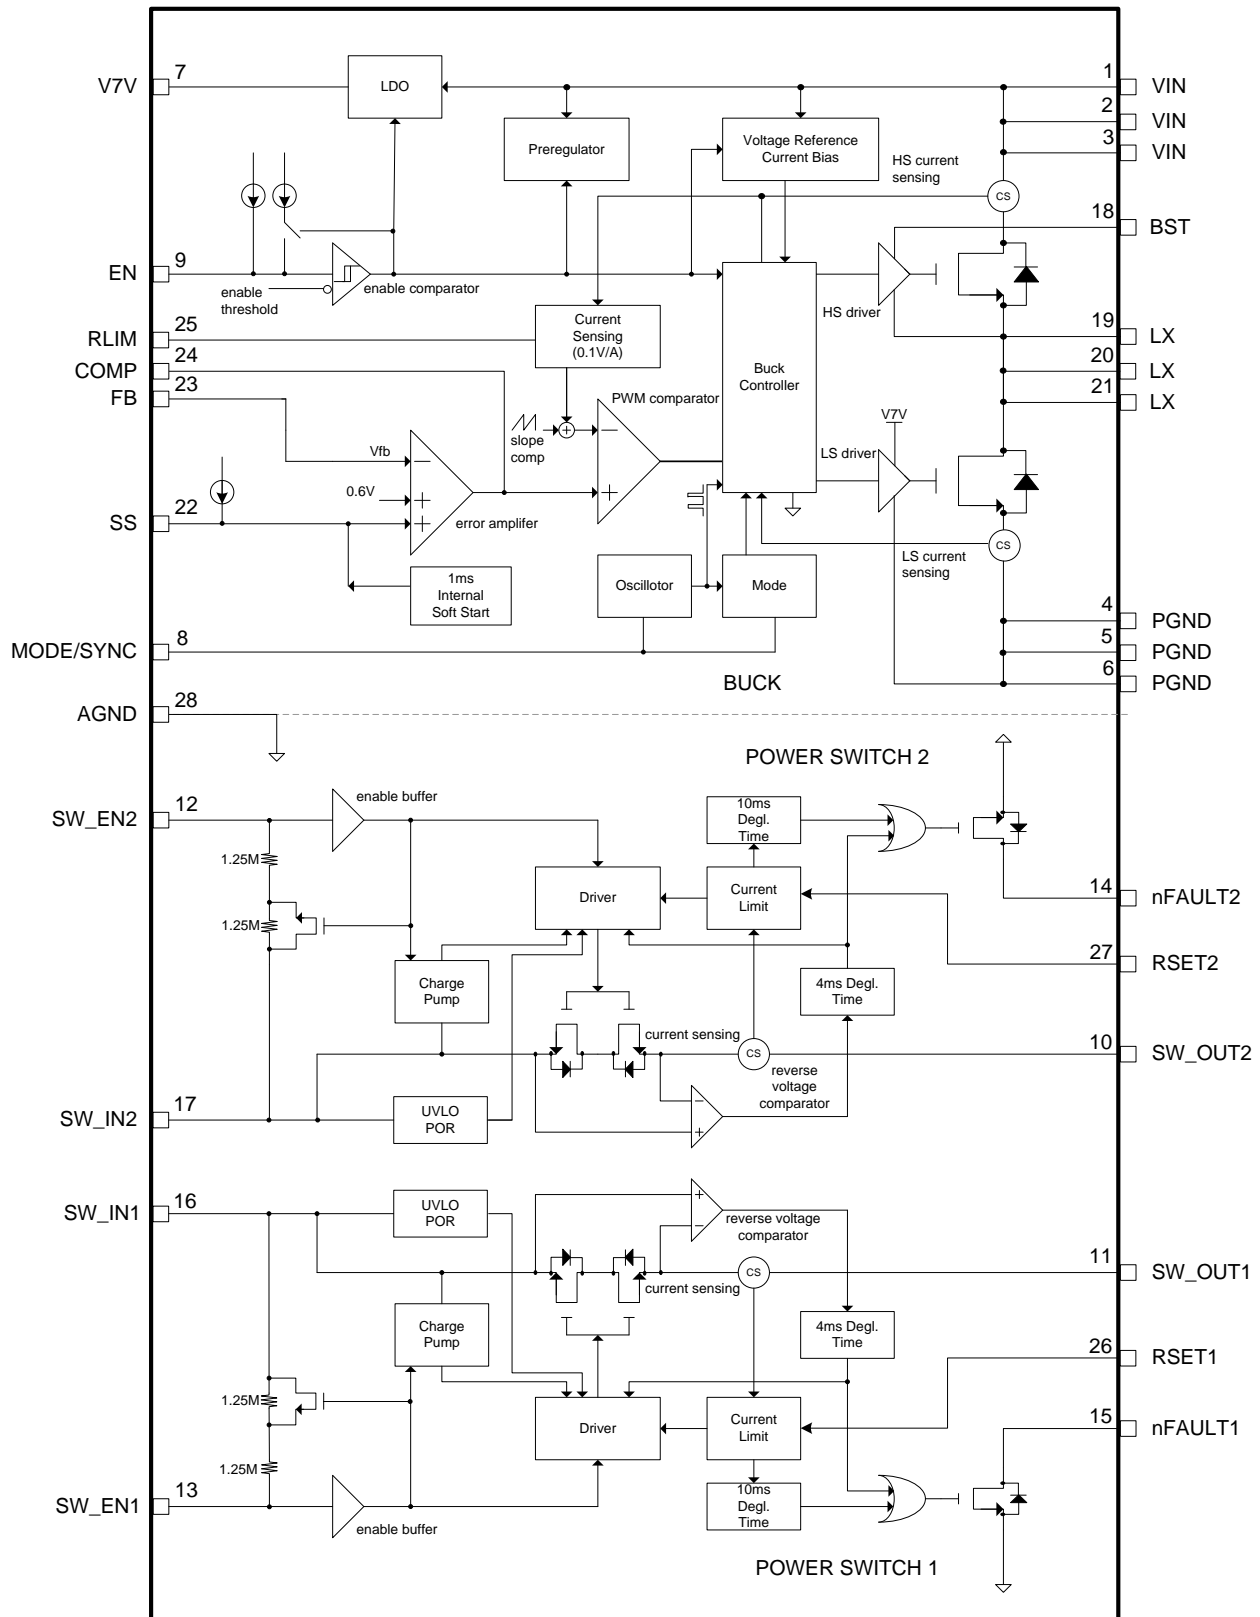 V7V
7
LDO
1
VIN
2
VIN
3
VIN
Preregulator
Voltage Reference
Current Bias
HS current
sensing
CS
18
BST
EN
9
enable
threshold
enable comparator
HS driver
RLIM
25
Current
Sensing
(0.1V/A)
19
LX
COMP
24
Buck
Controller
20
LX
FB
23
PWM comparator
21
LX
V7V
slope
comp
Vfb
LS driver
0.6V
SS
22
error amplifer
CS
LS current
sensing
1ms
Internal
Soft Start
Oscillotor
Mode
4
PGND
MODE/SYNC
8
5
PGND
6
PGND
BUCK
AGND
28
POWER SWITCH 2
SW_EN2
12
enable buffer
10ms
Degl.
Time
1.25M
Driver
Current
Limit
14
nFAULT2
1.25M
27
RSET2
Charge
Pump
4ms Degl.
Time
current sensing
CS
10
SW_OUT2
reverse
voltage
comparator
SW_IN2
17
UVLO
POR
SW_IN1
16
UVLO
POR
reverse voltage
comparator
CS
11
SW_OUT1
current sensing
Charge
Pump
4ms Degl.
Time
26
RSET1
1.25M
Driver
Current
Limit
15
nFAULT1
1.25M
10ms
Degl.
Time
SW_EN1
13
enable buffer
POWER SWITCH 1